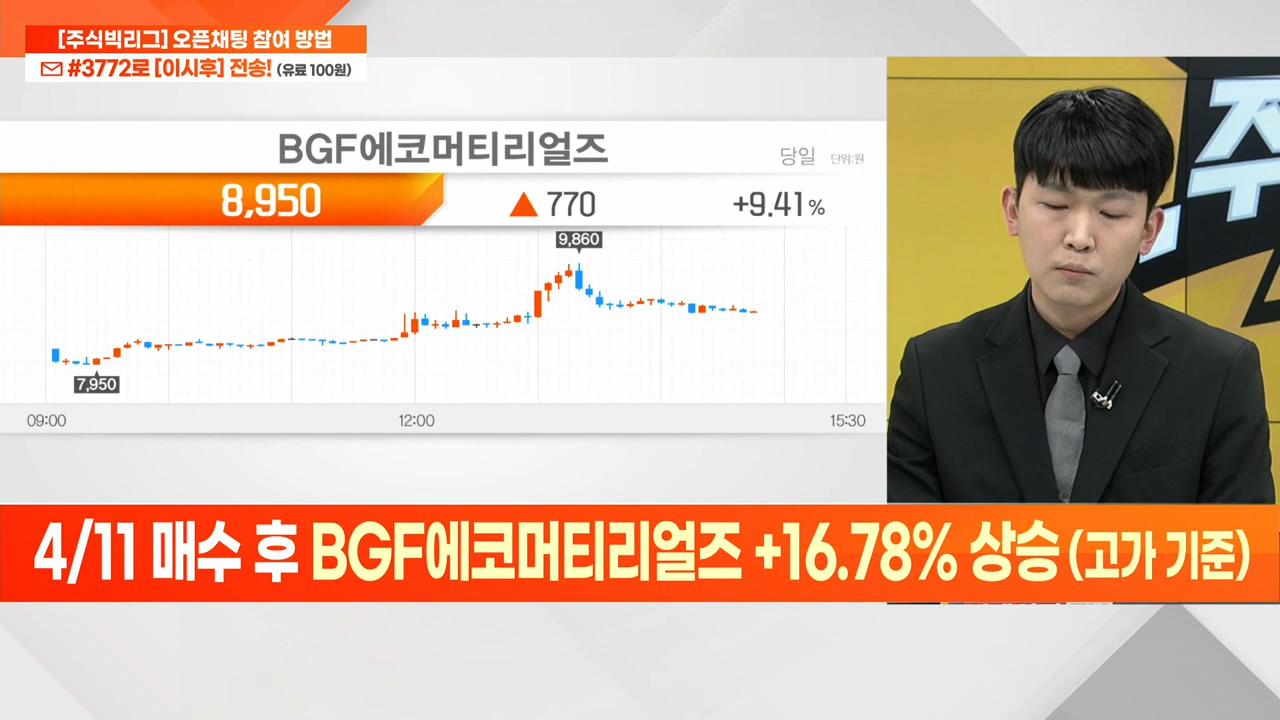 [주식빅리그] 오픈채팅 참여 방법
#3772로 [이시후] 전송! (유료 100원)
BGF에코머티리얼즈
당일 단위:원
8,950 ▲ 770 +9.41%
9,860
7,950
09:00 12:00 15:30
주
4/11 매수 후 BGF에코머티리얼즈 +16.78% 상승 (고가 기준)